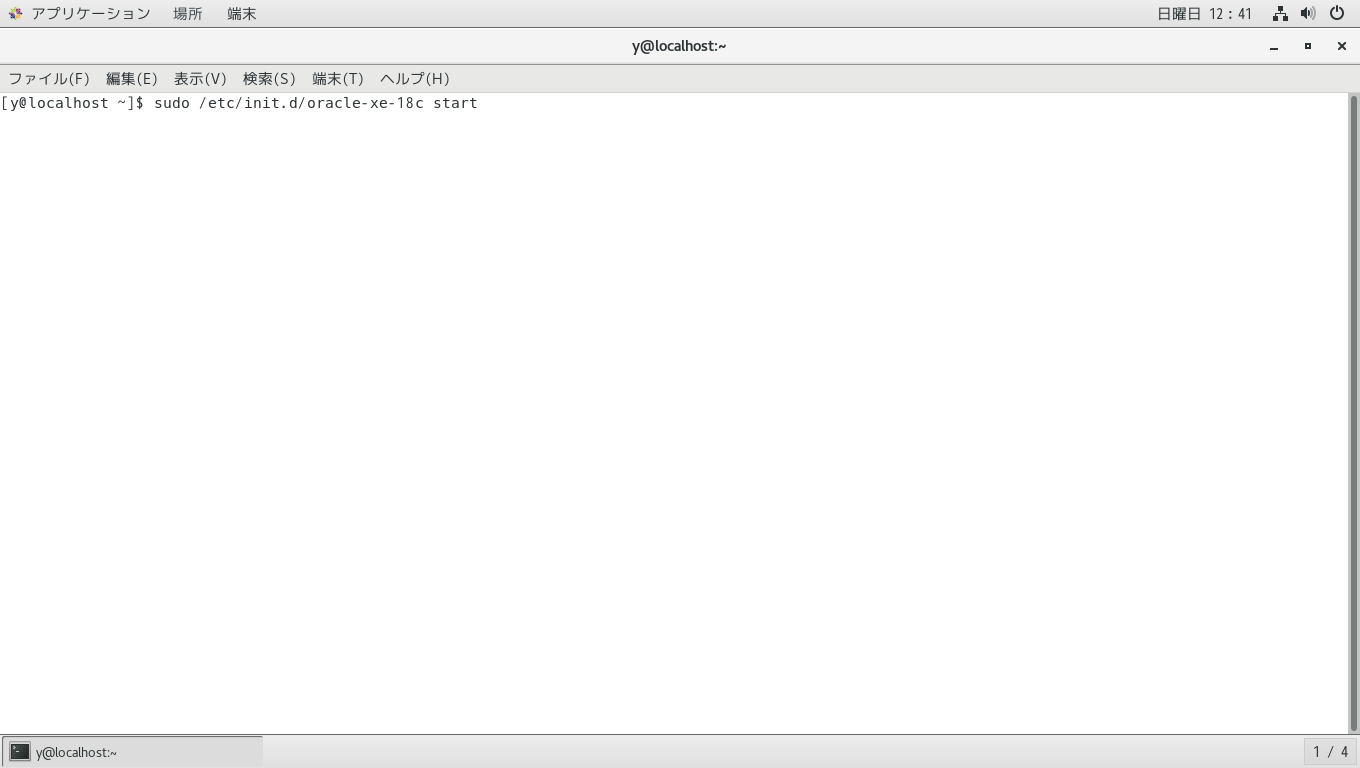 アプリケーション 場所 端末 日曜日 12：41
y@localhost:~
ファイル(F) 編集(E) 表示(V) 検索(S) 端末(T) ヘルプ(H)
[y@localhost ~]$ sudo /etc/init.d/oracle-xe-18c start
y@localhost:~ 1 / 4